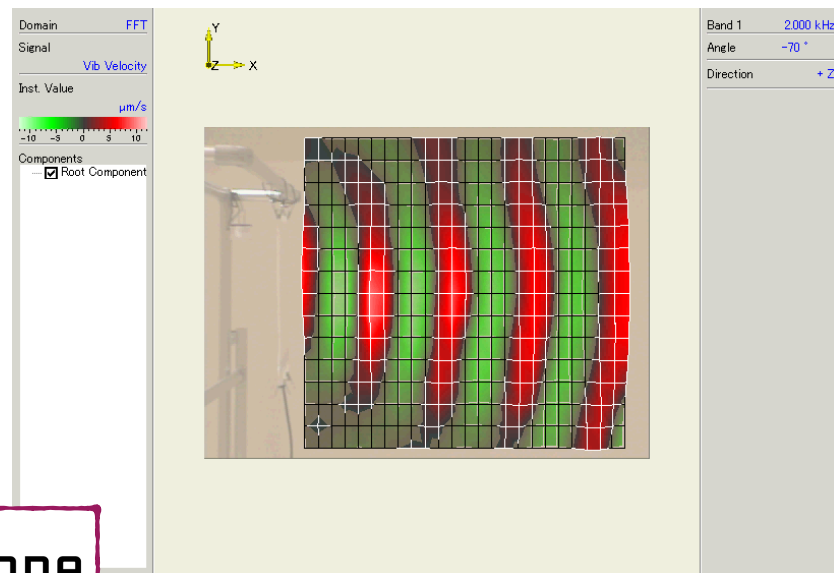 Domain FFT
Signal
Vib Velocity
Inst. Value
µm/s
-10 -5 0 5 10
Components
Root Component
Y
Z X
Band 1 2.000 kHz
Angle -70 °
Direction + Z